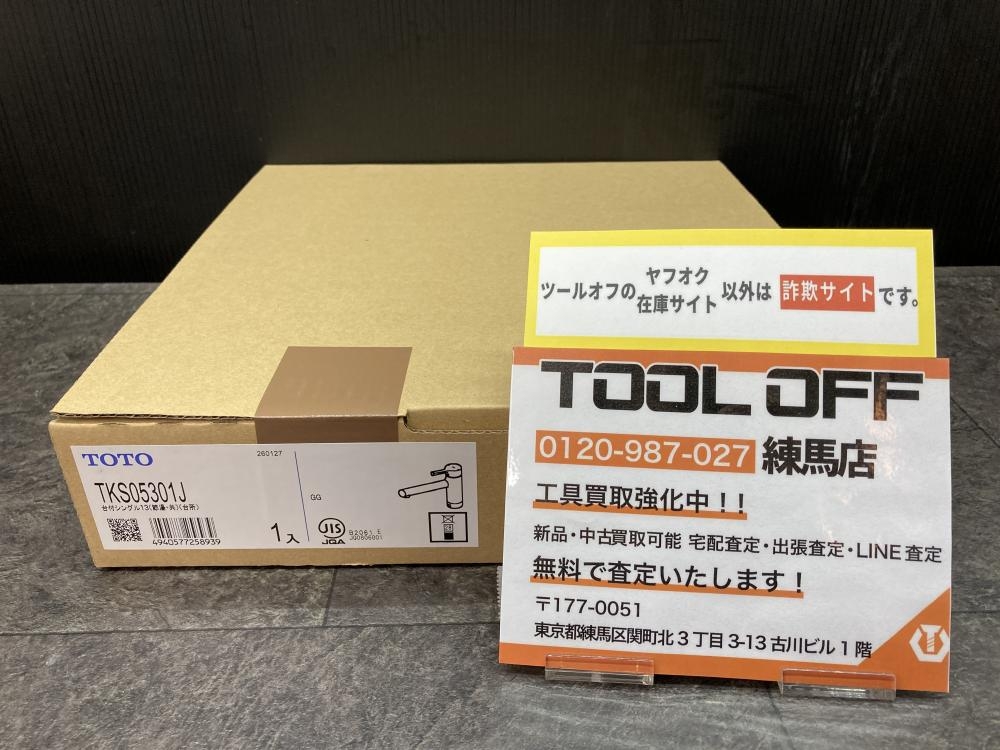 TOTO
260127
TKS05301J
台付シングル13(節湯・共)(台所)
GG
4940577258939
1入
JIS
JQA
B2061.E
JQ0806001
ツールオフの ヤフオク 在庫サイト 以外は 詐欺サイト です。
TOOL OFF
0120-987-027 練馬店
工具買取強化中!!
新品・中古買取可能 宅配査定・出張査定・LINE査定
無料で査定いたします!
〒177-0051
東京都練馬区関町北3丁目3-13古川ビル1階